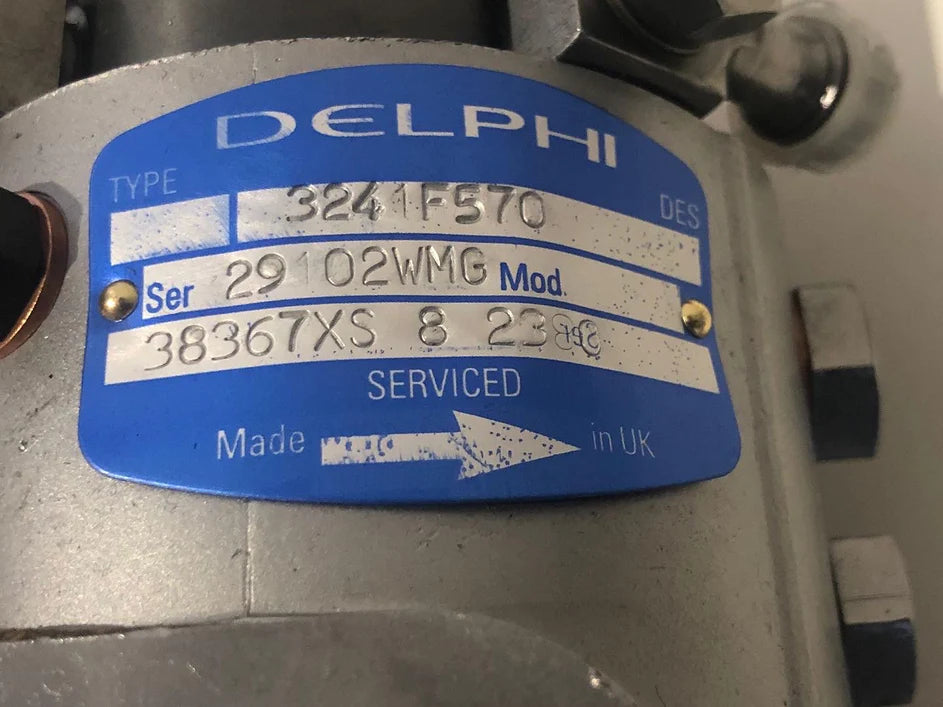 DELPHI
TYPE
3241F570 DES
Ser 29102WMG Mod.
38367XS 8 23
SERVICED
Made in UK